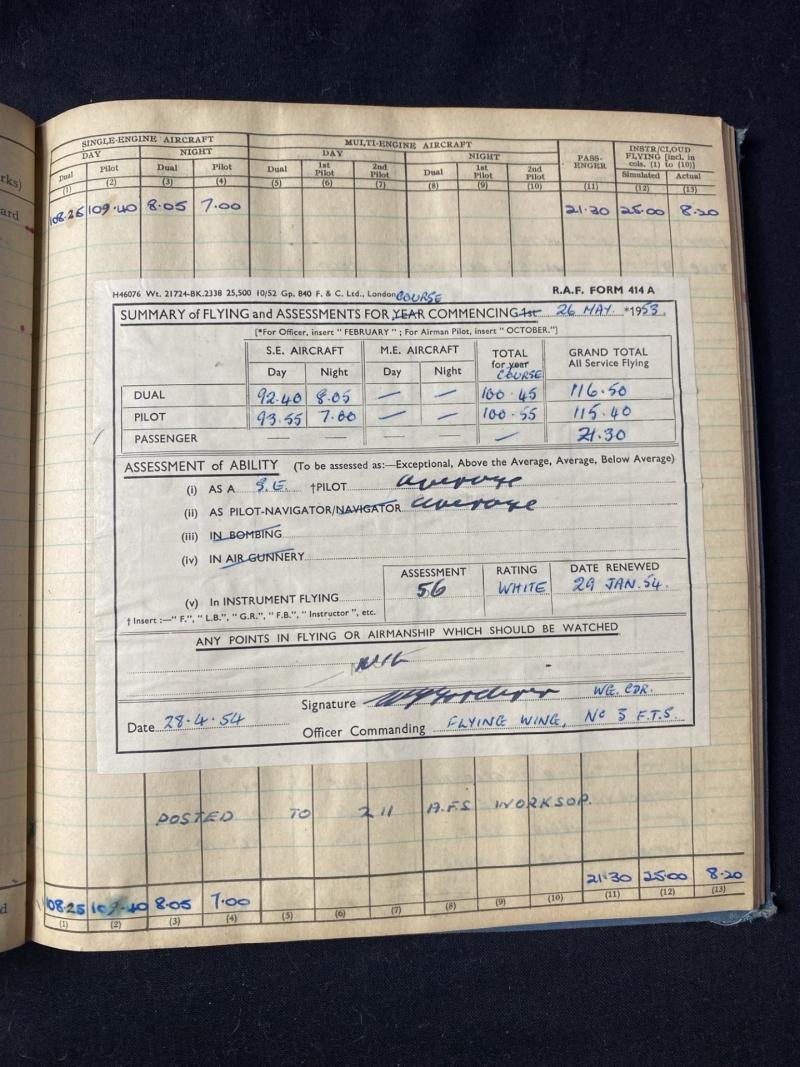 rks)
ard
d
SINGLE-ENGINE AIRCRAFT MULTI-ENGINE AIRCRAFT PASS-ENGER INSTR/CLOUD FLYING [incl. in cols. (1) to (10)]
DAY NIGHT DAY NIGHT
Dual Pilot Dual Pilot Dual 1st Pilot 2nd Pilot Dual 1st Pilot 2nd Pilot Simulated Actual
(1) (2) (3) (4) (5) (6) (7) (8) (9) (10) (11) (12) (13)
108.25 109.40 8.05 7.00 21.30 25.00 8.20
H46076 Wt. 21724-BK.2338 25,500 10/52 Gp. 840 F. & C. Ltd., London R.A.F. FORM 414 A
COURSE
SUMMARY of FLYING and ASSESSMENTS FOR YEAR COMMENCING 1st 26 MAY. *1953.
[*For Officer, insert " FEBRUARY " ; For Airman Pilot, insert " OCTOBER."]
S.E. AIRCRAFT M.E. AIRCRAFT TOTAL for year COURSE GRAND TOTAL All Service Flying
Day Night Day Night
DUAL 92.40 8.05 — — 100.45 116.50
PILOT 93.55 7.00 — — 100.55 115.40
PASSENGER — — — 21.30
ASSESSMENT of ABILITY (To be assessed as:—Exceptional, Above the Average, Average, Below Average)
(i) AS A S.E. †PILOT average
(ii) AS PILOT-NAVIGATOR/NAVIGATOR average
(iii) IN BOMBING
(iv) IN AIR GUNNERY
ASSESSMENT RATING DATE RENEWED
(v) In INSTRUMENT FLYING 56 WHITE 29 JAN.54.
† Insert :—" F.", " L.B.", " G.R.", " F.B.", " Instructor ", etc.
ANY POINTS IN FLYING OR AIRMANSHIP WHICH SHOULD BE WATCHED
Nil
Signature WG. CDR.
Date 28.4.54
Officer Commanding FLYING WING, No 3 F.T.S.
POSTED TO 211 A.F.S WORKSOP.
108.25 109.40 8.05 7.00 21.30 25.00 8.20
(1) (2) (3) (4) (5) (6) (7) (8) (9) (10) (11) (12) (13)